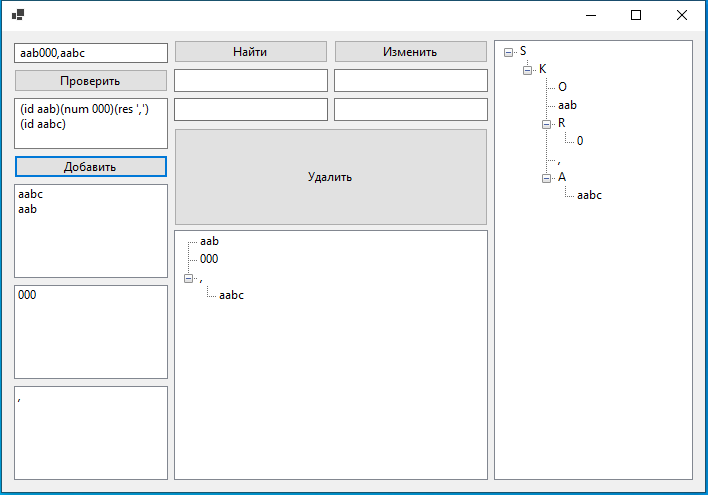 aab000,aabc
Проверить
(id aab)(num 000)(res ',')
(id aabc)
Добавить
aabc
aab
000
,
Найти
Изменить
Удалить
aab
000
,
aabc
S
K
O
aab
R
0
,
A
aabc